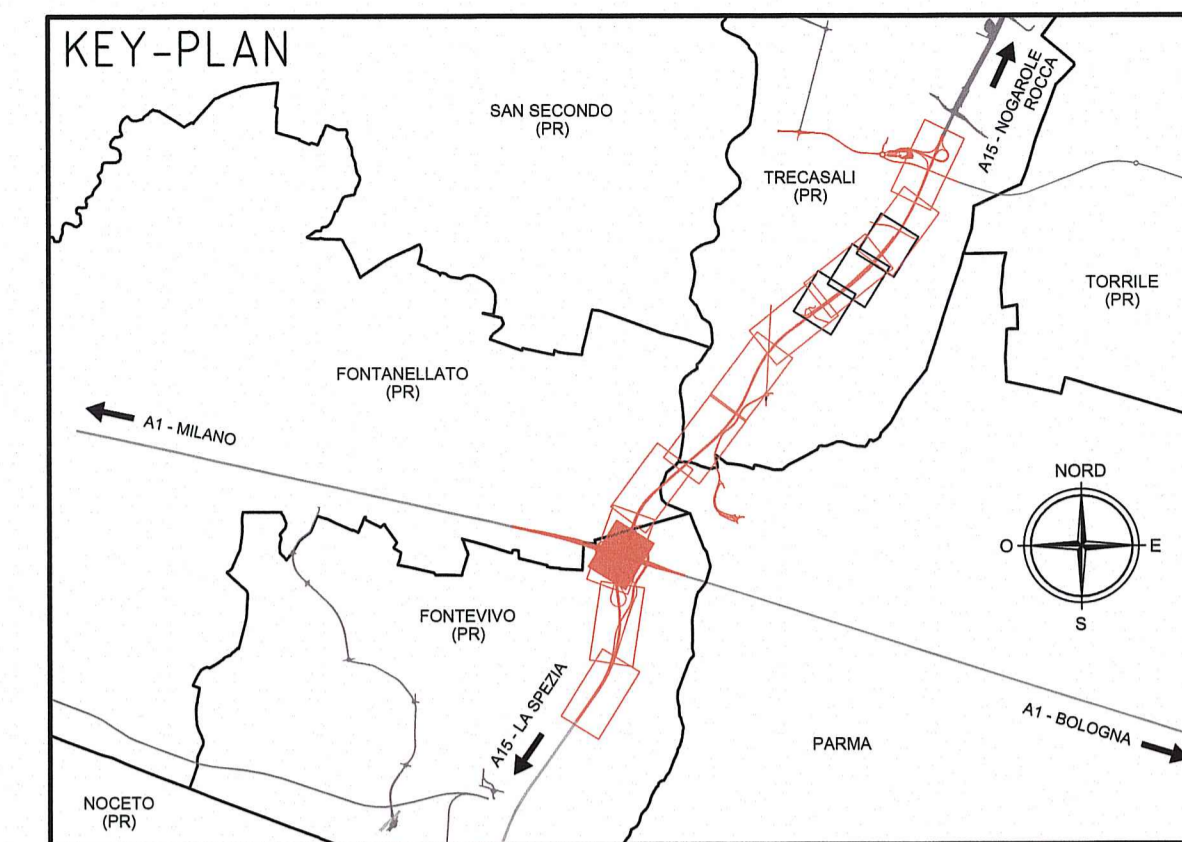 KEY-PLAN
SAN SECONDO
(PR)
A15 - NOGAROLE
ROCCA
TRECASALI
(PR)
TORRILE
(PR)
FONTANELLATO
(PR)
A1 - MILANO
NORD
O
E
S
FONTEVIVO
(PR)
A15 - LA SPEZIA
A1 - BOLOGNA
PARMA
NOCETO
(PR)